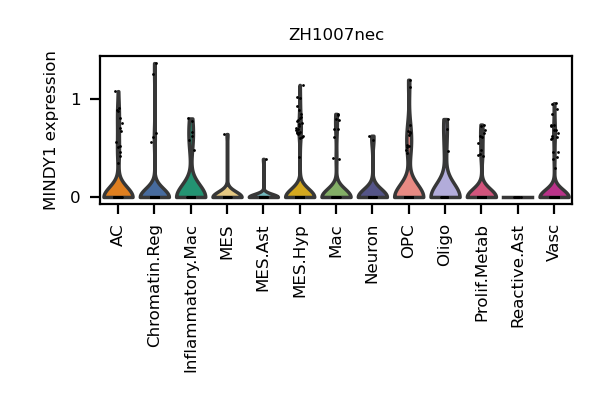 ZH1007nec
MINDY1 expression
1
0
AC
Chromatin.Reg
Inflammatory.Mac
MES
MES.Ast
MES.Hyp
Mac
Neuron
OPC
Oligo
Prolif.Metab
Reactive.Ast
Vasc